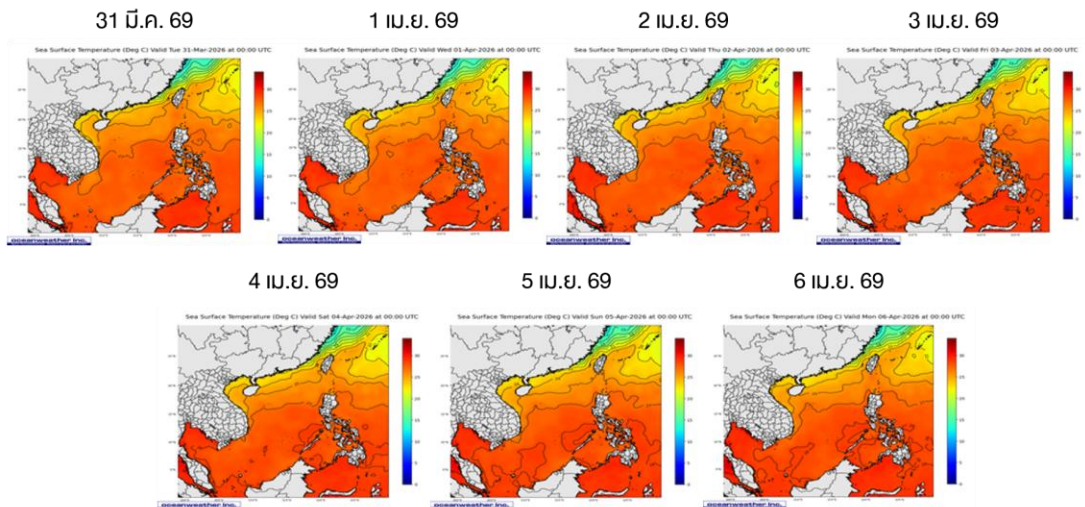 31 มี.ค. 69
1 เม.ย. 69
2 เม.ย. 69
3 เม.ย. 69
Sea Surface Temperature (Deg C) Valid Tue 31-Mar-2026 at 00:00 UTC
Sea Surface Temperature (Deg C) Valid Wed 01-Apr-2026 at 00:00 UTC
Sea Surface Temperature (Deg C) Valid Thu 02-Apr-2026 at 00:00 UTC
Sea Surface Temperature (Deg C) Valid Fri 03-Apr-2026 at 00:00 UTC
oceanweather inc.
oceanweather inc.
oceanweather inc.
oceanweather inc.
4 เม.ย. 69
5 เม.ย. 69
6 เม.ย. 69
Sea Surface Temperature (Deg C) Valid Sat 04-Apr-2026 at 00:00 UTC
Sea Surface Temperature (Deg C) Valid Sun 05-Apr-2026 at 00:00 UTC
Sea Surface Temperature (Deg C) Valid Mon 06-Apr-2026 at 00:00 UTC
oceanweather inc.
oceanweather inc.
oceanweather inc.